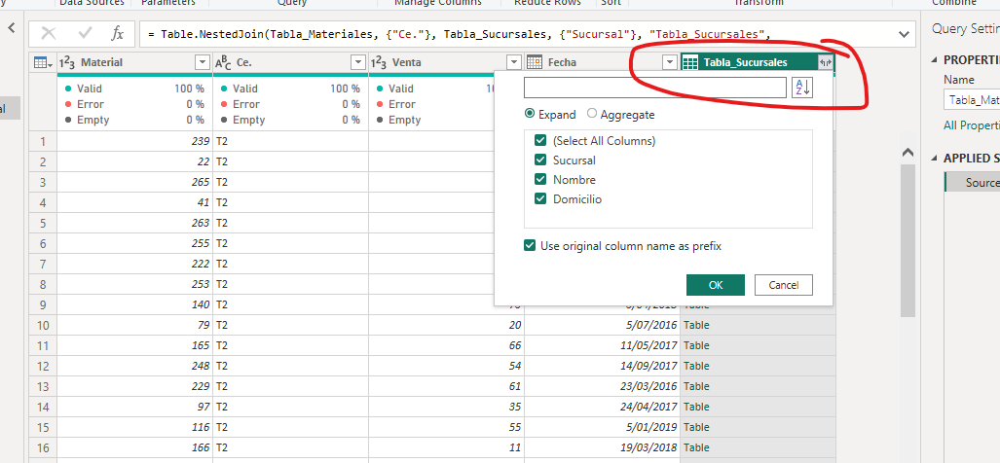 Data Sources Parameters Query Manage Columns Reduce Rows Sort Transform Combine
= Table.NestedJoin(Tabla_Materiales, {"Ce."}, Tabla_Sucursales, {"Sucursal"}, "Tabla_Sucursales",
Query Settin
1 2 3 Material A B C Ce. 1 2 3 Venta Fecha Tabla_Sucursales
PROPERTI
Name
Tabla_Mat
All Properti
APPLIED S
Source
Valid 100 % Valid 100 % Valid 10
Error 0 % Error 0 % Error
Empty 0 % Empty 0 % Empty
A Z
Expand Aggregate
(Select All Columns)
Sucursal
Nombre
Domicilio
Use original column name as prefix
OK Cancel
1 239 T2
2 22 T2
3 265 T2
4 41 T2
5 263 T2
6 255 T2
7 222 T2
8 253 T2
9 140 T2 Table
10 79 T2 20 5/07/2016 Table
11 165 T2 66 11/05/2017 Table
12 248 T2 54 14/09/2017 Table
13 229 T2 61 23/03/2016 Table
14 97 T2 35 24/04/2017 Table
15 116 T2 55 5/01/2019 Table
16 166 T2 11 19/03/2018 Table